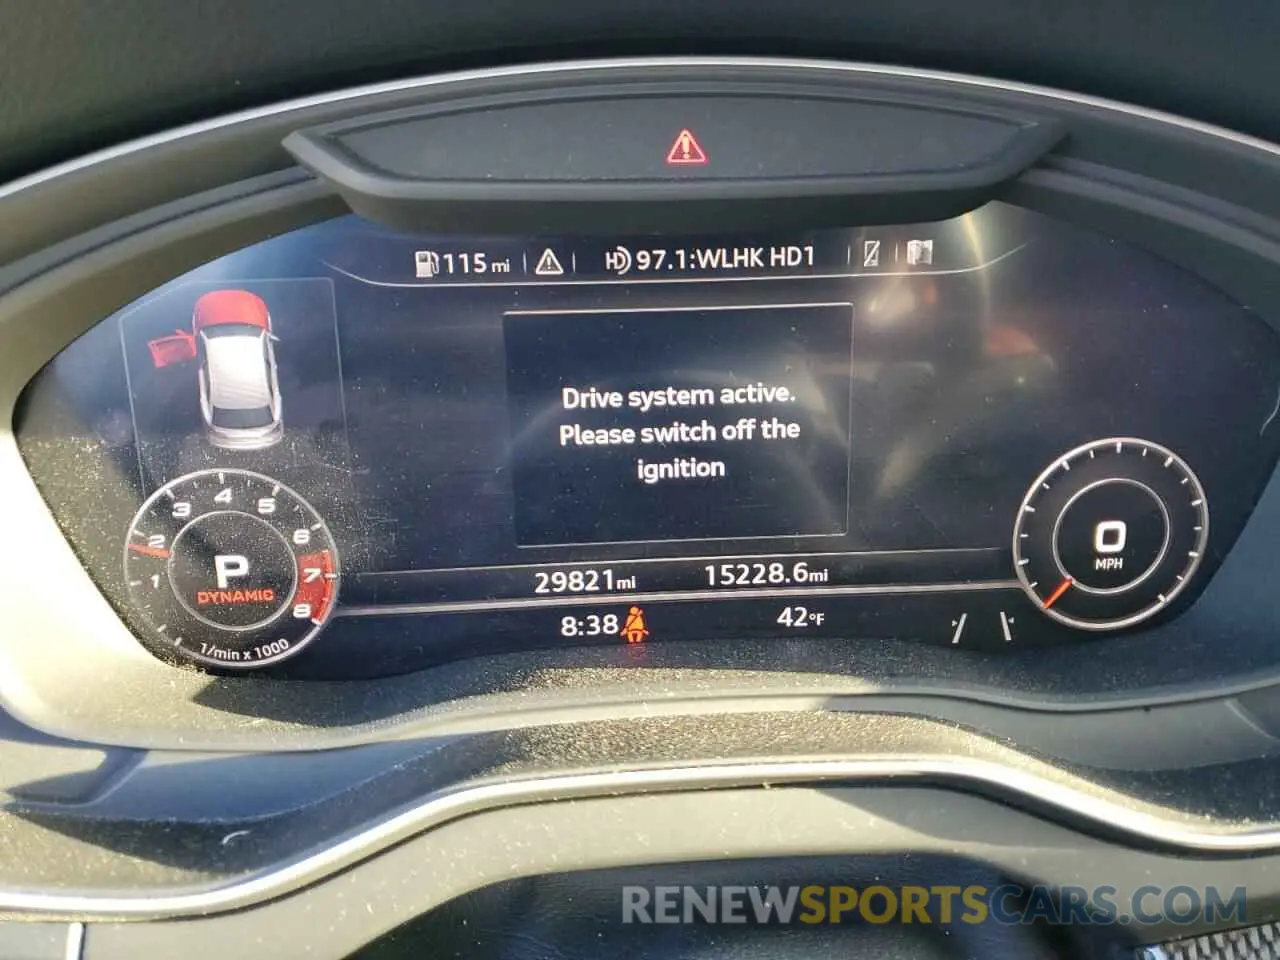 115 mi
97.1:WLHK HD1
Drive system active.
Please switch off the
ignition
1
2
3
4
5
6
7
8
P
DYNAMIC
1/min x 1000
0
MPH
29821 mi
15228.6 mi
8:38
42°F
RENEWSPORTSCARS.COM